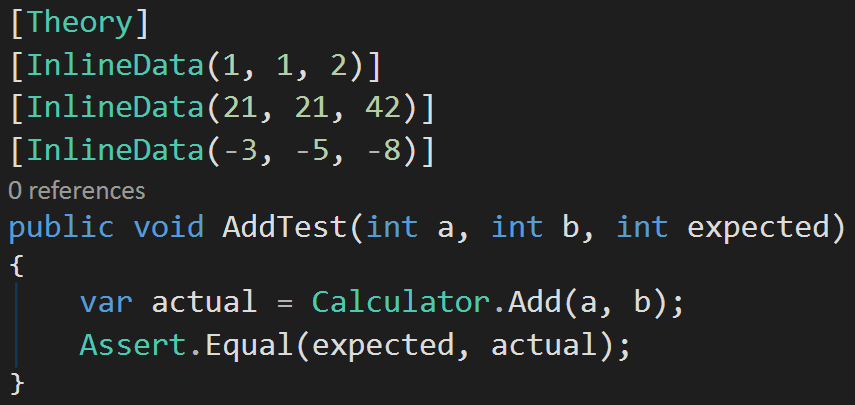 [Theory]
[InlineData(1, 1, 2)]
[InlineData(21, 21, 42)]
[InlineData(-3, -5, -8)]
0 references
public void AddTest(int a, int b, int expected)
{
    var actual = Calculator.Add(a, b);
    Assert.Equal(expected, actual);
}